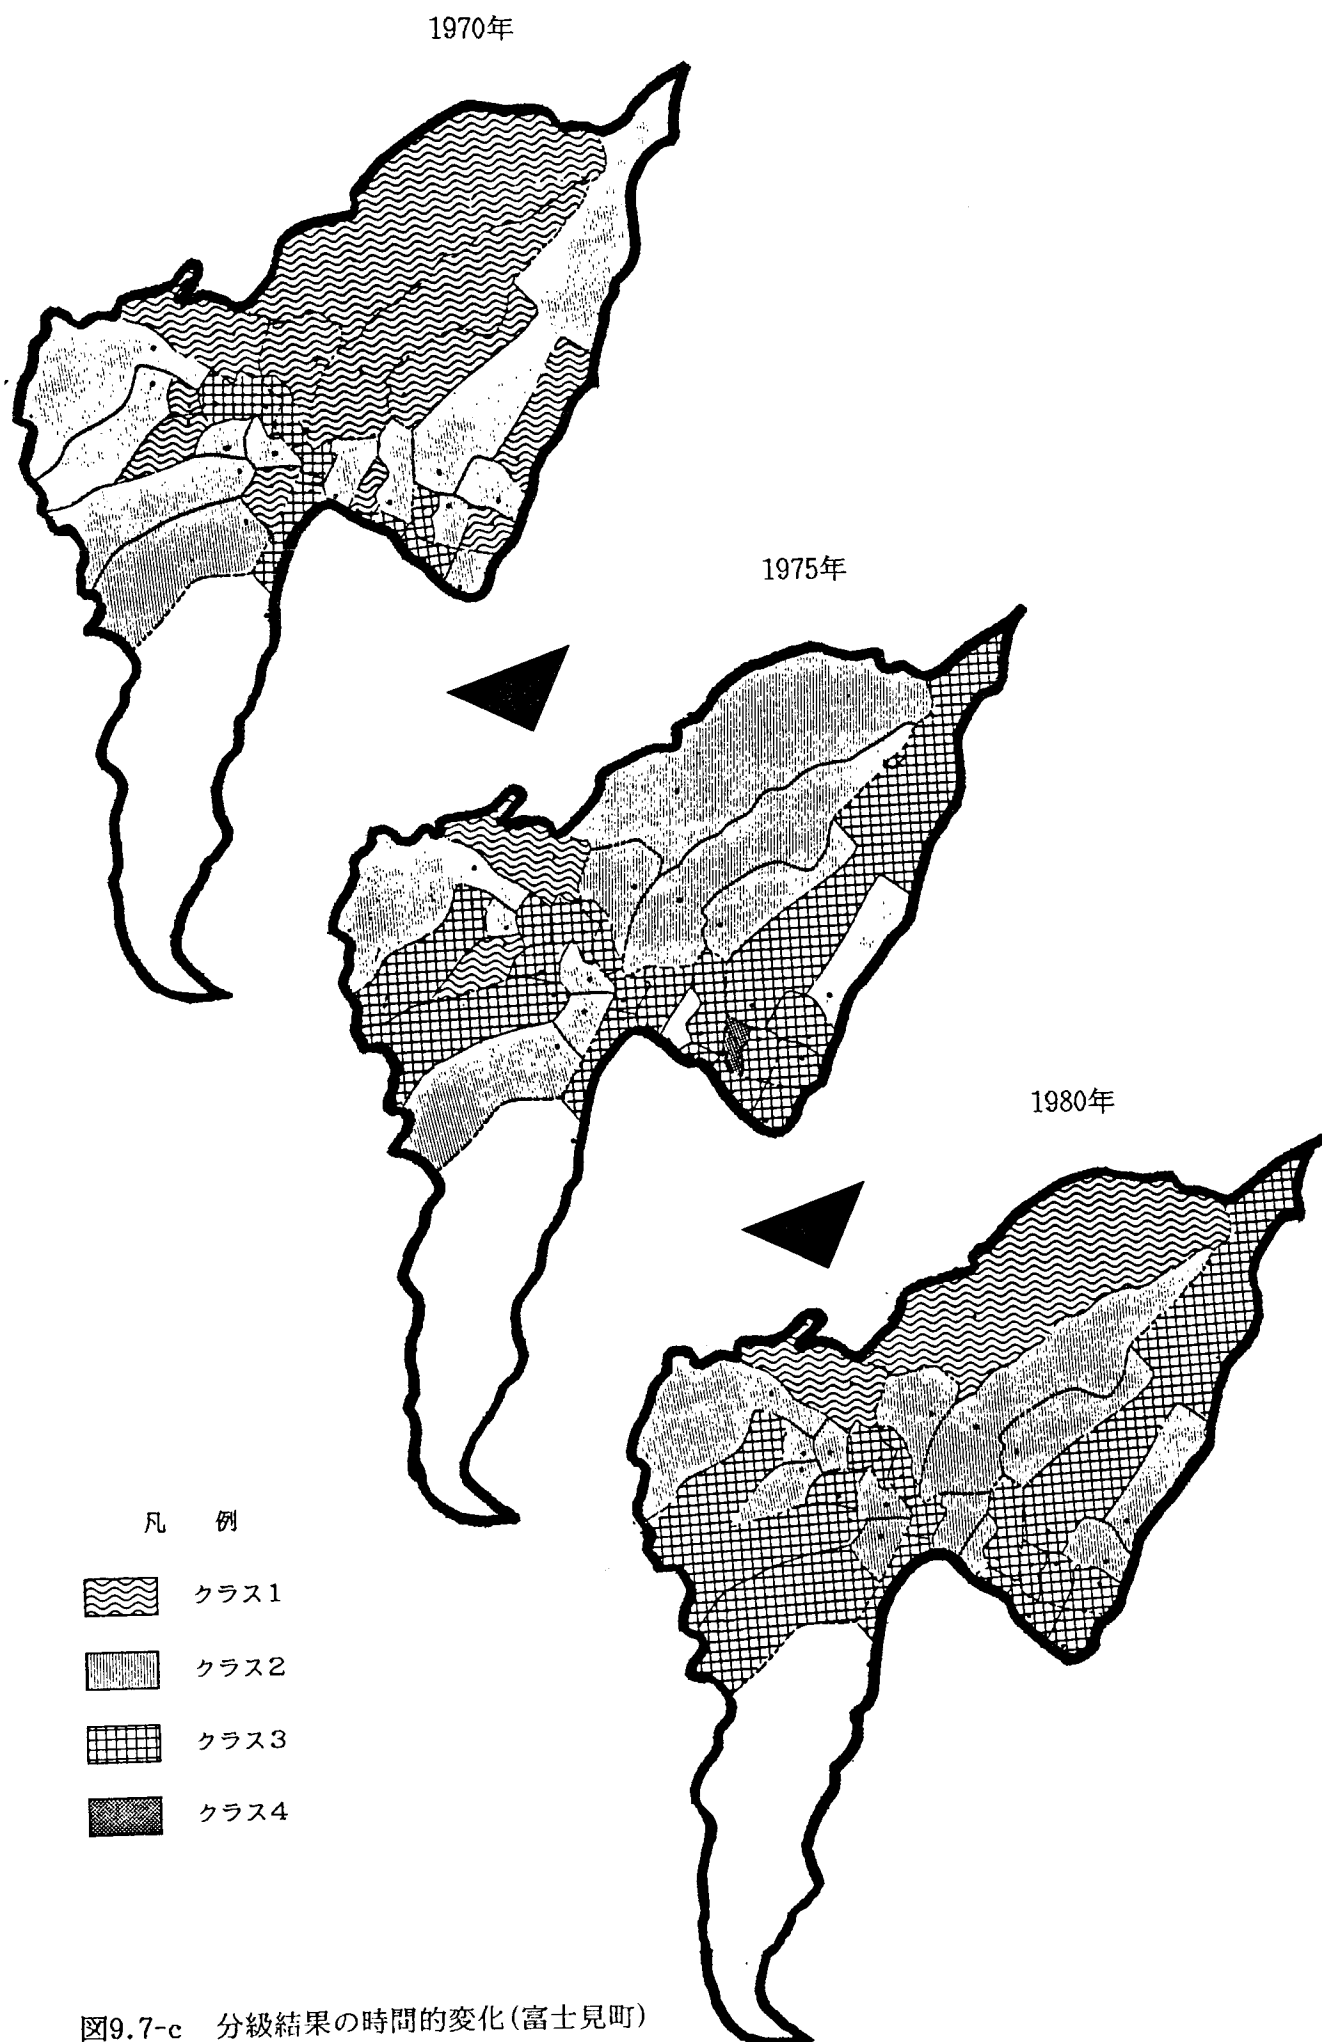 1970年
1975年
1980年
凡 例
クラス1
クラス2
クラス3
クラス4
図9.7-c 分級結果の時間的変化(富士見町)